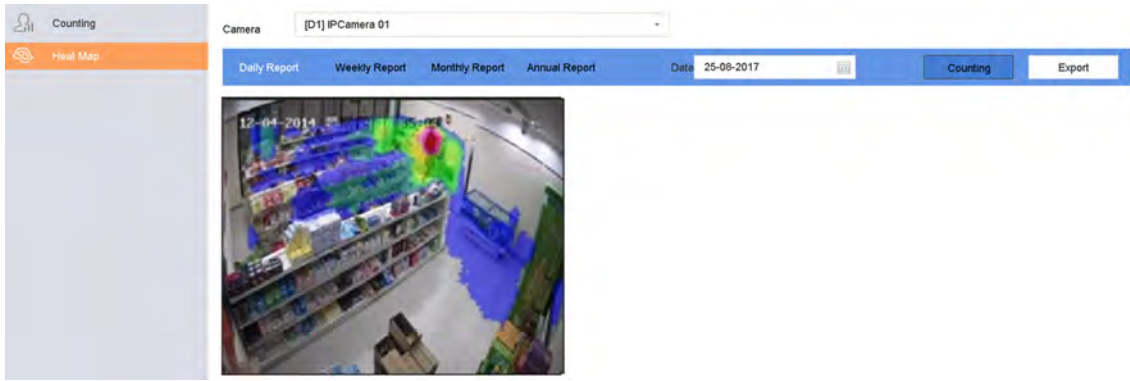 Counting
Heat Map
Camera [D1] IPCamera 01
Daily Report Weekly Report Monthly Report Annual Report Date 25-08-2017 Counting Export
12-04-2014